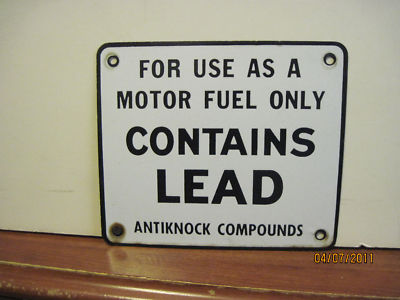 FOR USE AS A
MOTOR FUEL ONLY
CONTAINS
LEAD
ANTIKNOCK COMPOUNDS
04/07/2011